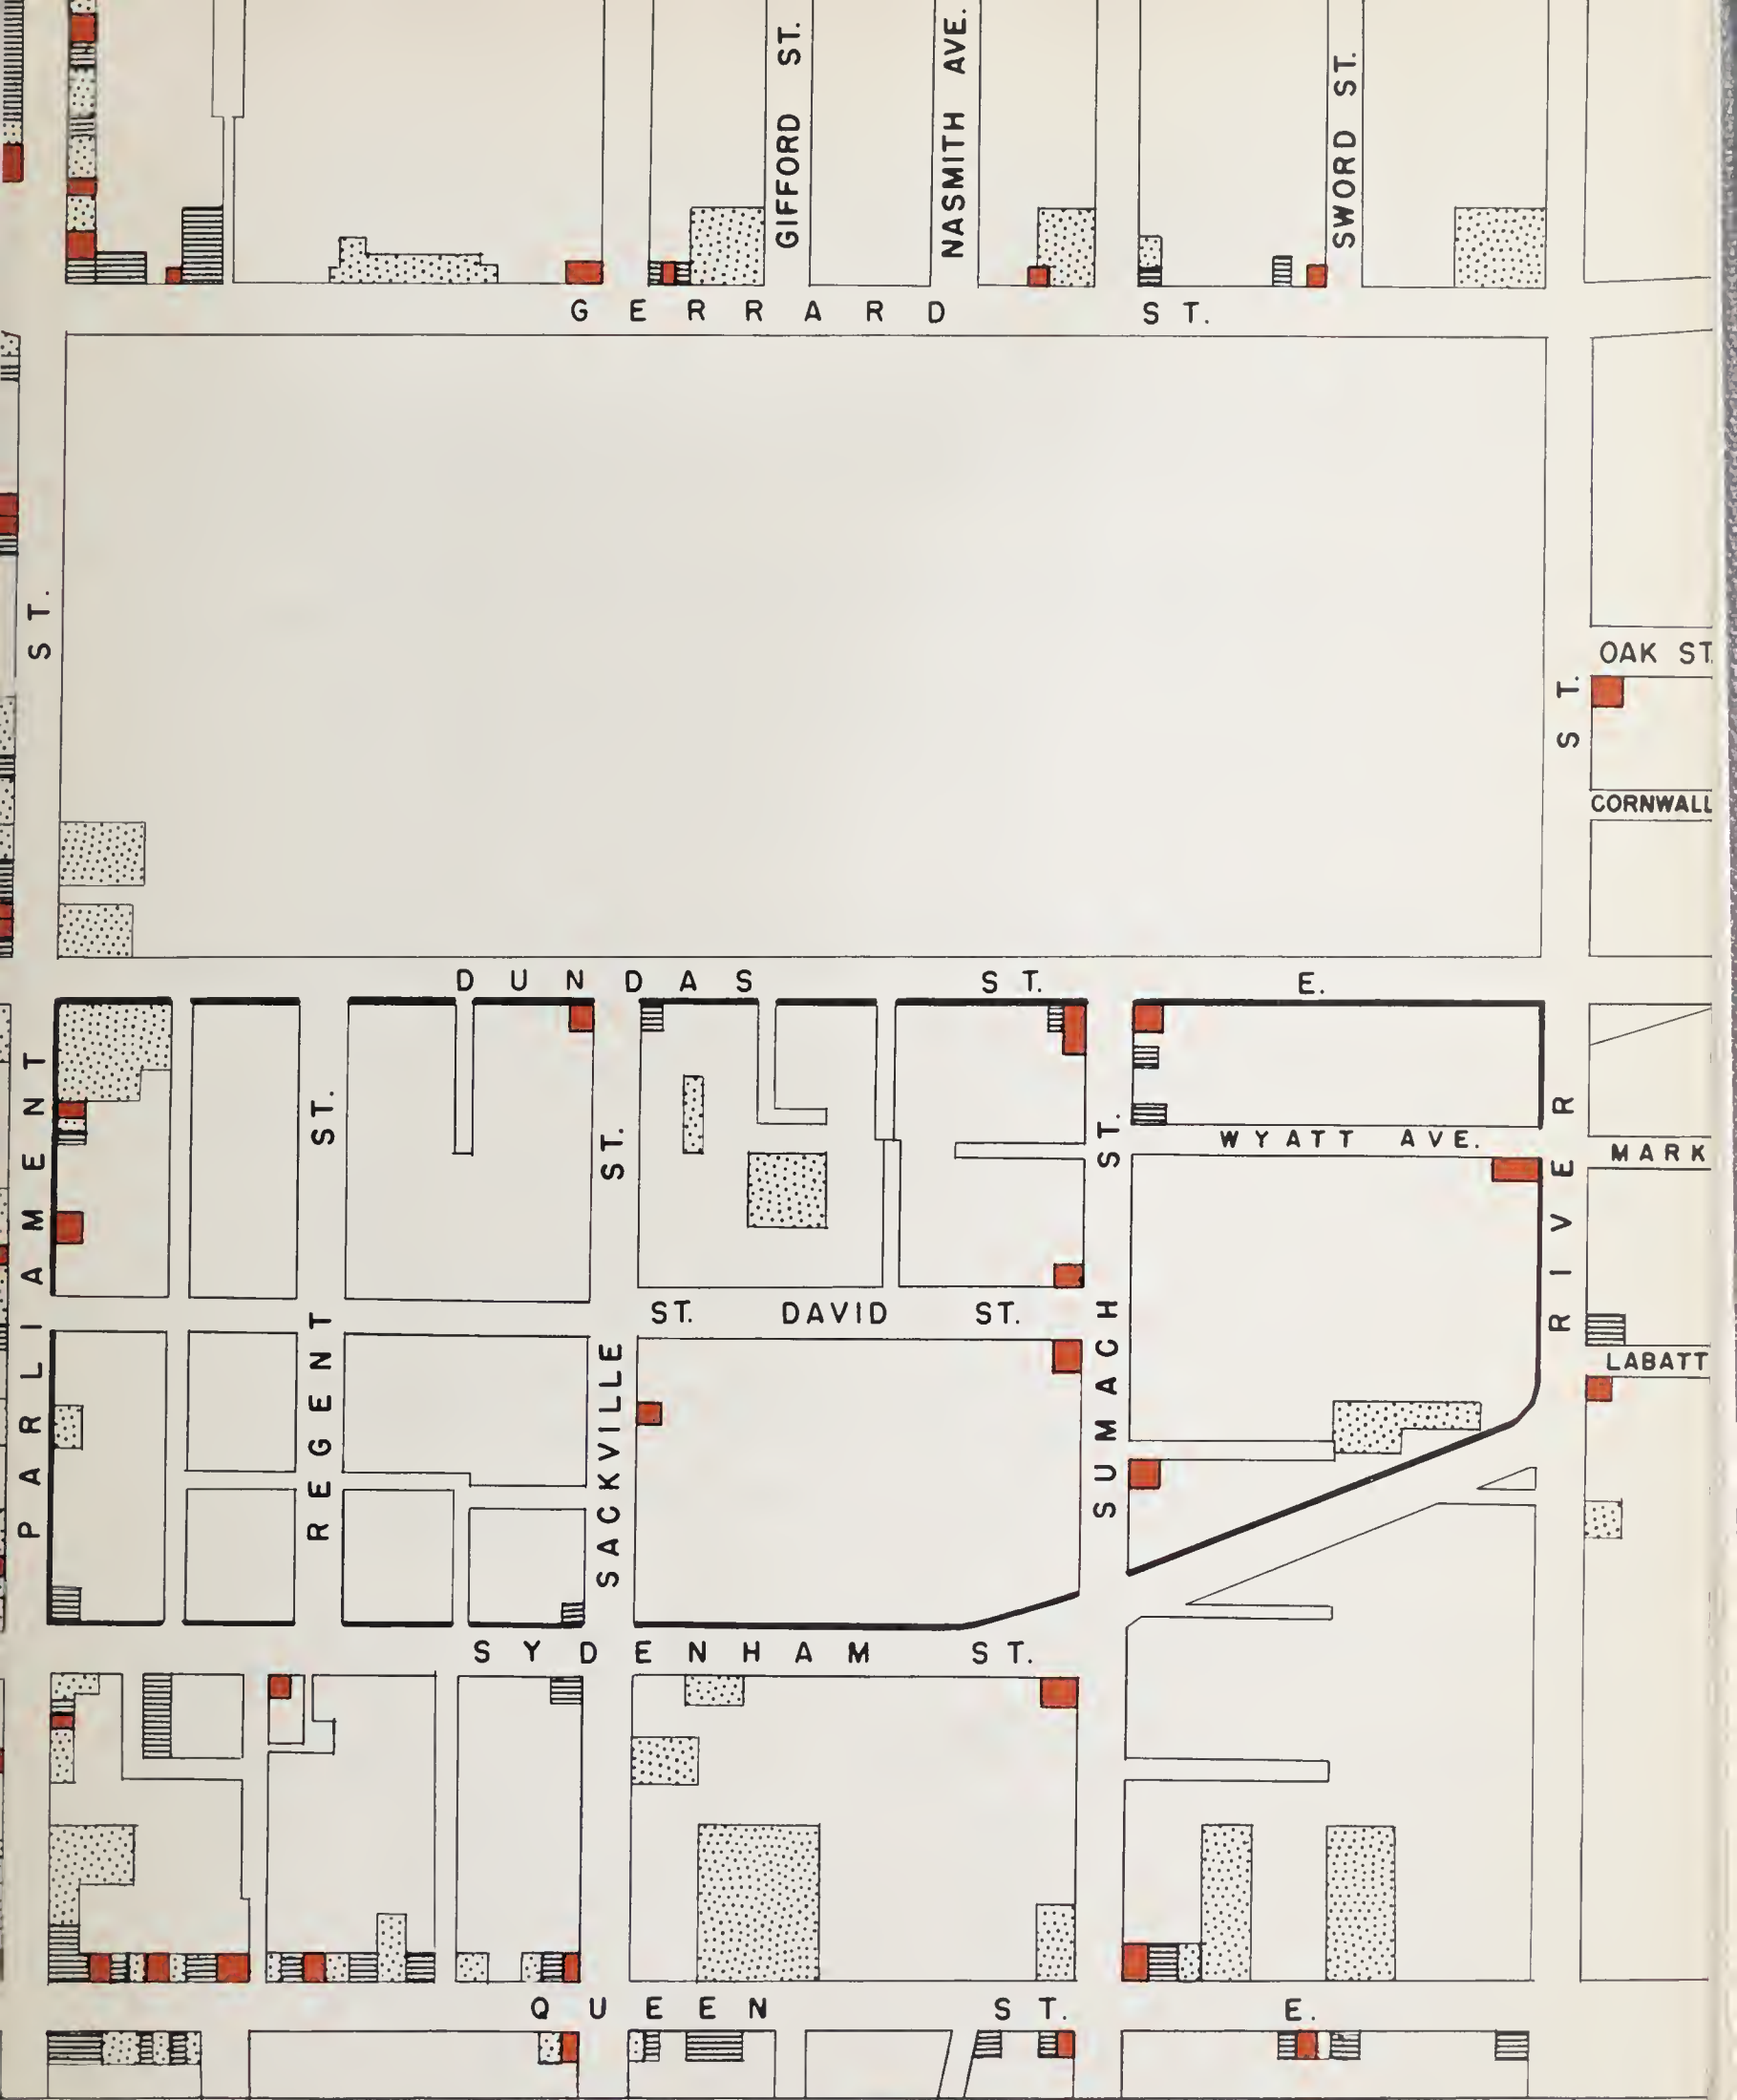 GIFFORD ST.
NASMITH AVE.
SWORD ST.
GERRARD ST.
PARLIAMENT ST.
OAK ST.
CORNWALL
RIVER ST.
DUNDAS ST. E.
REGENT ST.
SACKVILLE ST.
SUMACH ST.
WYATT AVE.
MARK
ST. DAVID ST.
LABATT
SYDENHAM ST.
QUEEN ST. E.